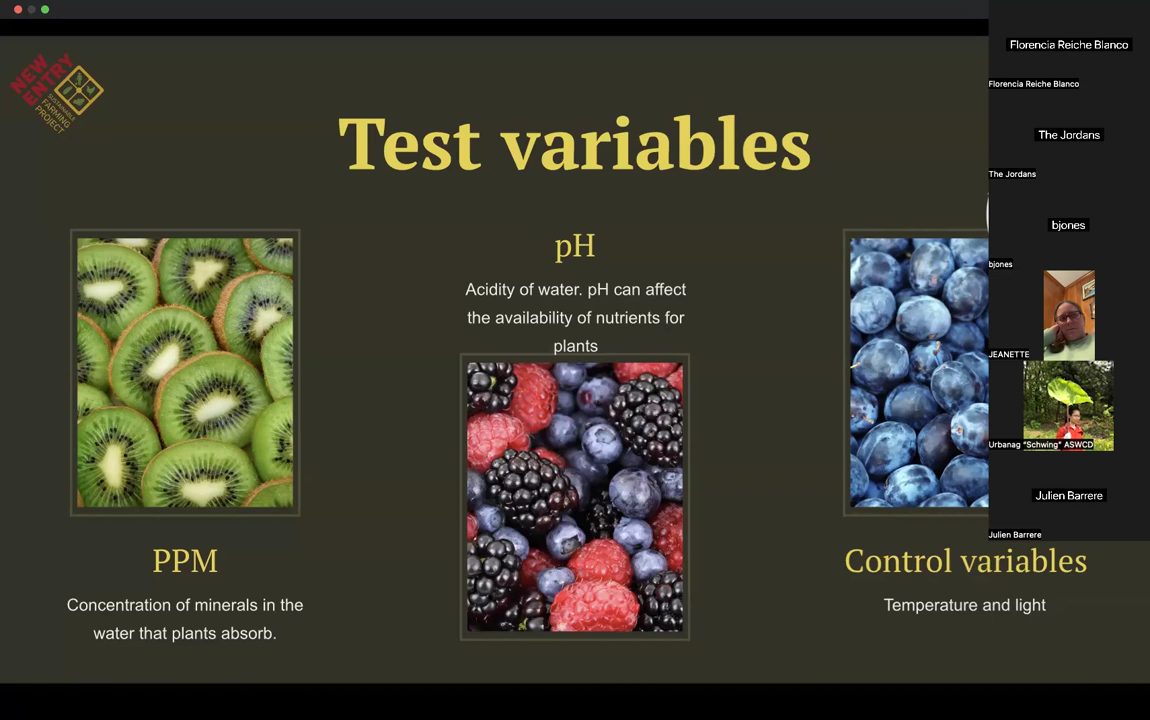 NEW
ENTRY
SUSTAINABLE
FARMING
PROJECT
Test variables
pH
Acidity of water. pH can affect
the availability of nutrients for
plants
PPM
Concentration of minerals in the
water that plants absorb.
Control variables
Temperature and light
Florencia Reiche Blanco
Florencia Reiche Blanco
The Jordans
The Jordans
bjones
bjones
JEANETTE
Urbanag "Schwing" ASWCD
Julien Barrere
Julien Barrere